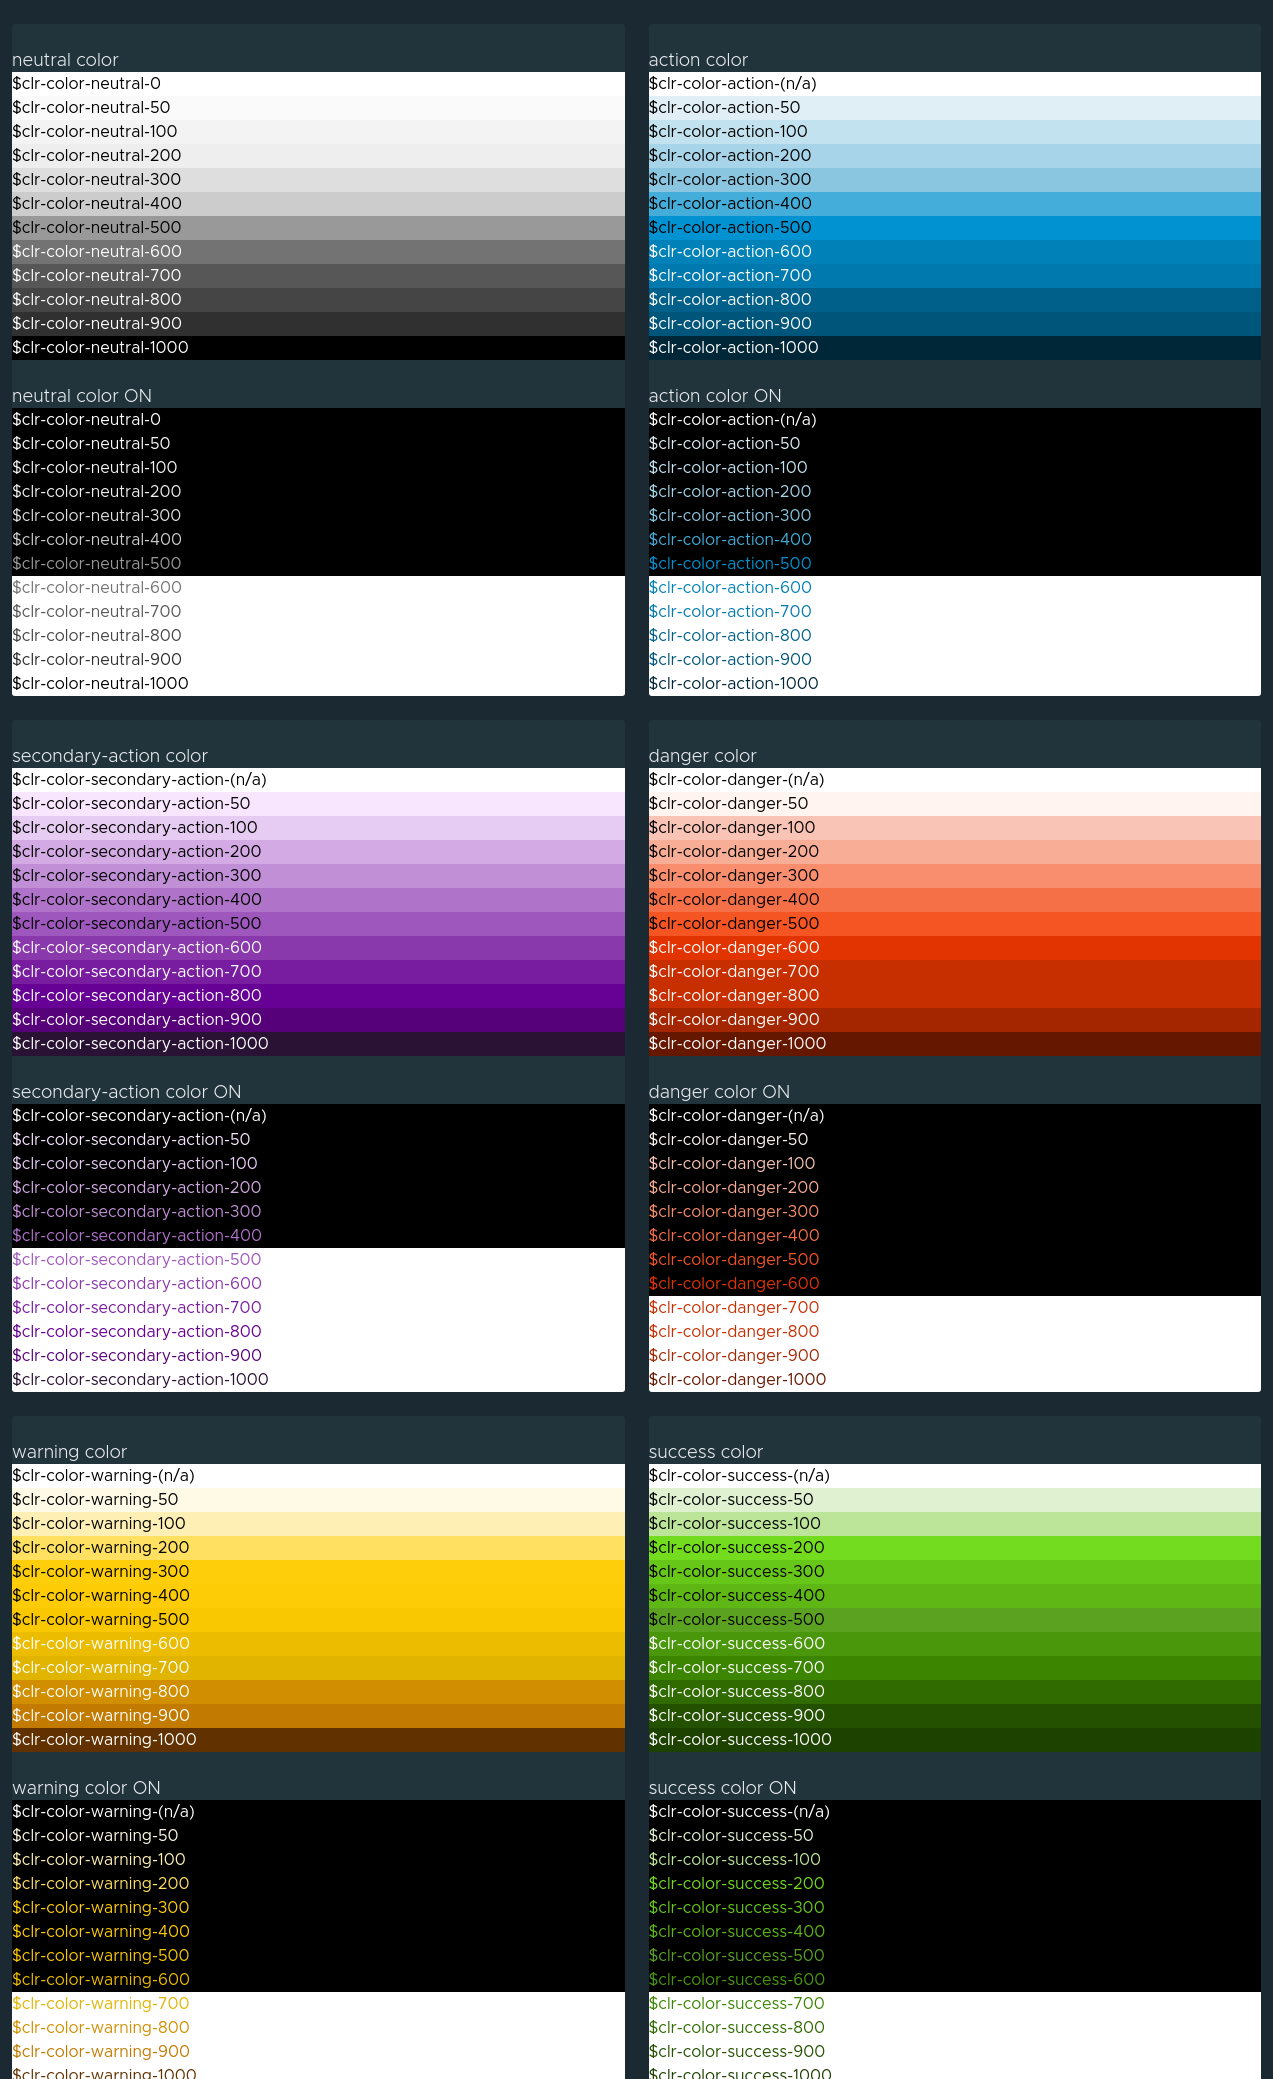 neutral color
$clr-color-neutral-0
$clr-color-neutral-50
$clr-color-neutral-100
$clr-color-neutral-200
$clr-color-neutral-300
$clr-color-neutral-400
$clr-color-neutral-500
$clr-color-neutral-600
$clr-color-neutral-700
$clr-color-neutral-800
$clr-color-neutral-900
$clr-color-neutral-1000
neutral color ON
$clr-color-neutral-0
$clr-color-neutral-50
$clr-color-neutral-100
$clr-color-neutral-200
$clr-color-neutral-300
$clr-color-neutral-400
$clr-color-neutral-500
$clr-color-neutral-600
$clr-color-neutral-700
$clr-color-neutral-800
$clr-color-neutral-900
$clr-color-neutral-1000
action color
$clr-color-action-(n/a)
$clr-color-action-50
$clr-color-action-100
$clr-color-action-200
$clr-color-action-300
$clr-color-action-400
$clr-color-action-500
$clr-color-action-600
$clr-color-action-700
$clr-color-action-800
$clr-color-action-900
$clr-color-action-1000
action color ON
$clr-color-action-(n/a)
$clr-color-action-50
$clr-color-action-100
$clr-color-action-200
$clr-color-action-300
$clr-color-action-400
$clr-color-action-500
$clr-color-action-600
$clr-color-action-700
$clr-color-action-800
$clr-color-action-900
$clr-color-action-1000
secondary-action color
$clr-color-secondary-action-(n/a)
$clr-color-secondary-action-50
$clr-color-secondary-action-100
$clr-color-secondary-action-200
$clr-color-secondary-action-300
$clr-color-secondary-action-400
$clr-color-secondary-action-500
$clr-color-secondary-action-600
$clr-color-secondary-action-700
$clr-color-secondary-action-800
$clr-color-secondary-action-900
$clr-color-secondary-action-1000
secondary-action color ON
$clr-color-secondary-action-(n/a)
$clr-color-secondary-action-50
$clr-color-secondary-action-100
$clr-color-secondary-action-200
$clr-color-secondary-action-300
$clr-color-secondary-action-400
$clr-color-secondary-action-500
$clr-color-secondary-action-600
$clr-color-secondary-action-700
$clr-color-secondary-action-800
$clr-color-secondary-action-900
$clr-color-secondary-action-1000
danger color
$clr-color-danger-(n/a)
$clr-color-danger-50
$clr-color-danger-100
$clr-color-danger-200
$clr-color-danger-300
$clr-color-danger-400
$clr-color-danger-500
$clr-color-danger-600
$clr-color-danger-700
$clr-color-danger-800
$clr-color-danger-900
$clr-color-danger-1000
danger color ON
$clr-color-danger-(n/a)
$clr-color-danger-50
$clr-color-danger-100
$clr-color-danger-200
$clr-color-danger-300
$clr-color-danger-400
$clr-color-danger-500
$clr-color-danger-600
$clr-color-danger-700
$clr-color-danger-800
$clr-color-danger-900
$clr-color-danger-1000
warning color
$clr-color-warning-(n/a)
$clr-color-warning-50
$clr-color-warning-100
$clr-color-warning-200
$clr-color-warning-300
$clr-color-warning-400
$clr-color-warning-500
$clr-color-warning-600
$clr-color-warning-700
$clr-color-warning-800
$clr-color-warning-900
$clr-color-warning-1000
warning color ON
$clr-color-warning-(n/a)
$clr-color-warning-50
$clr-color-warning-100
$clr-color-warning-200
$clr-color-warning-300
$clr-color-warning-400
$clr-color-warning-500
$clr-color-warning-600
$clr-color-warning-700
$clr-color-warning-800
$clr-color-warning-900
$clr-color-warning-1000
success color
$clr-color-success-(n/a)
$clr-color-success-50
$clr-color-success-100
$clr-color-success-200
$clr-color-success-300
$clr-color-success-400
$clr-color-success-500
$clr-color-success-600
$clr-color-success-700
$clr-color-success-800
$clr-color-success-900
$clr-color-success-1000
success color ON
$clr-color-success-(n/a)
$clr-color-success-50
$clr-color-success-100
$clr-color-success-200
$clr-color-success-300
$clr-color-success-400
$clr-color-success-500
$clr-color-success-600
$clr-color-success-700
$clr-color-success-800
$clr-color-success-900
$clr-color-success-1000